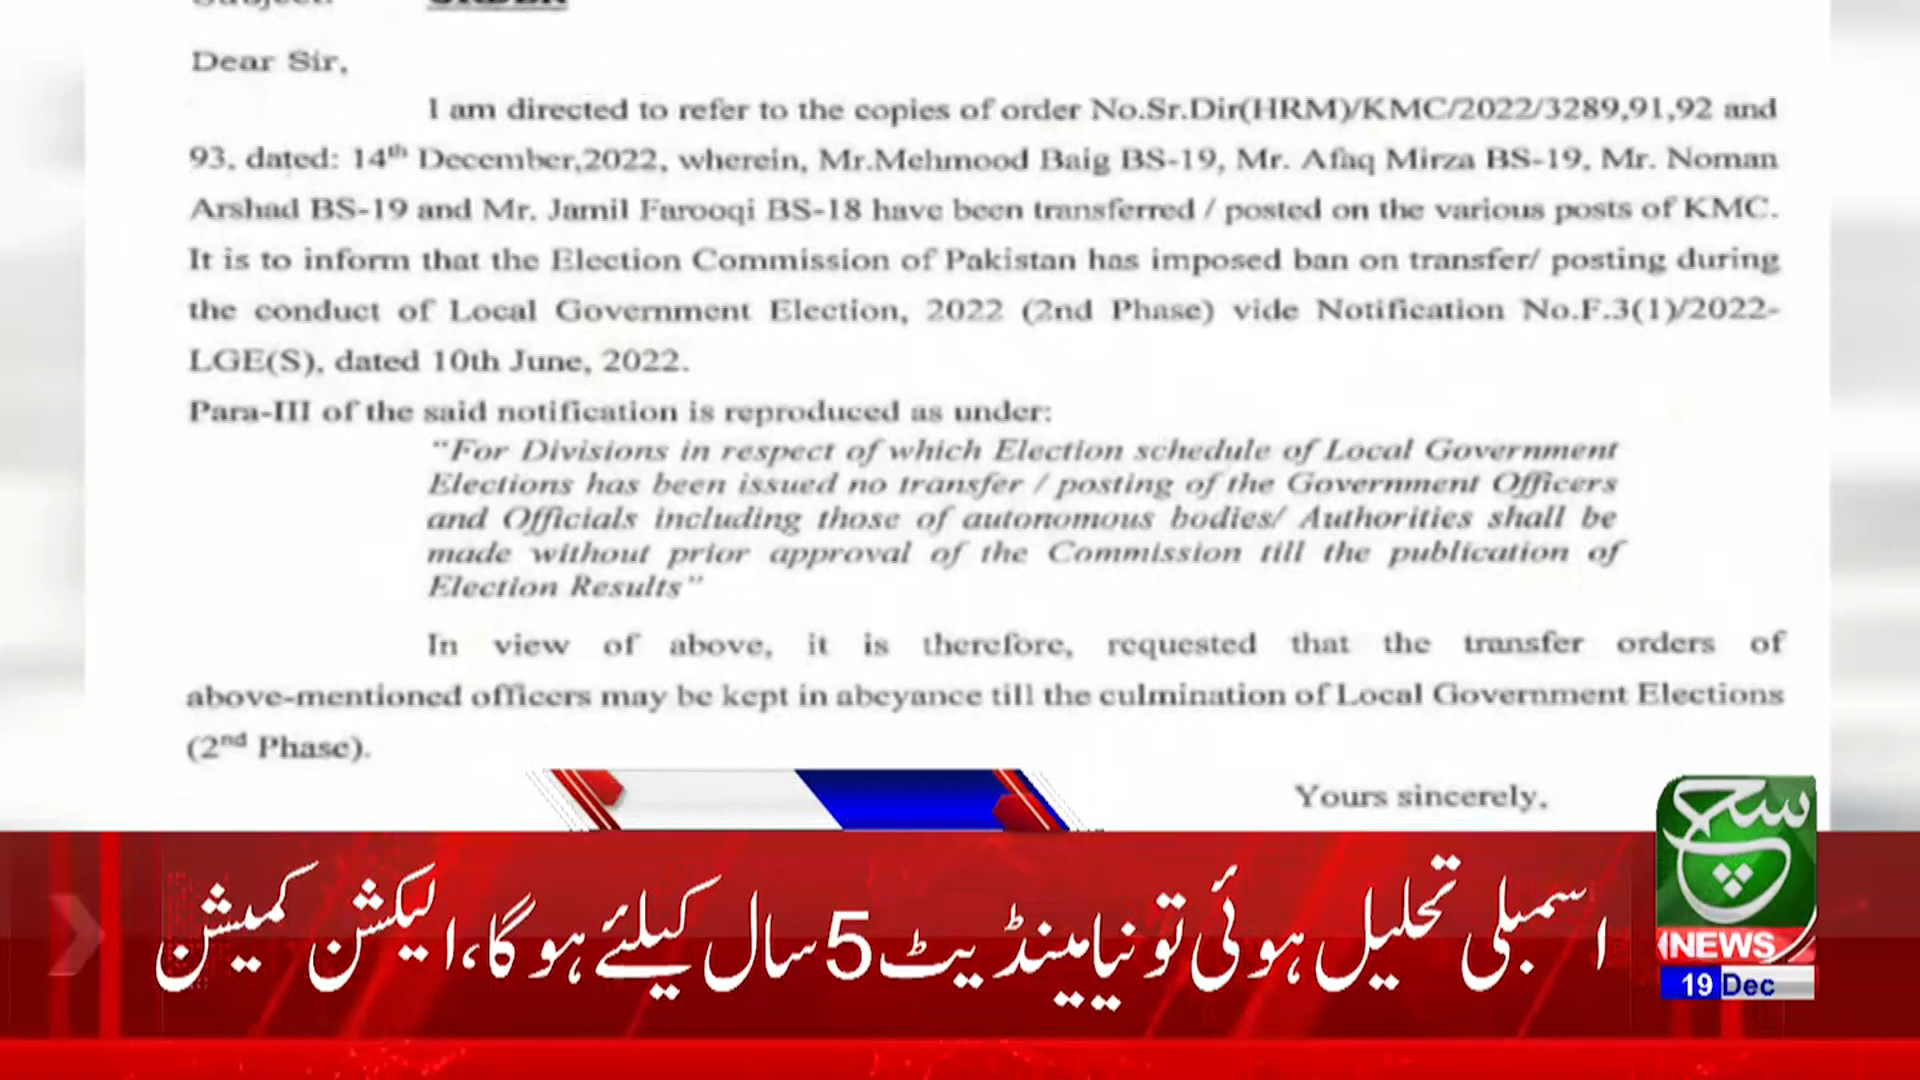 Subject: ORDER
Dear Sir,
I am directed to refer to the copies of order No.Sr.Dir(HRM)/KMC/2022/3289,91,92 and
93, dated: 14th December,2022, wherein, Mr.Mehmood Baig BS-19, Mr. Afaq Mirza BS-19, Mr. Noman
Arshad BS-19 and Mr. Jamil Farooqi BS-18 have been transferred / posted on the various posts of KMC.
It is to inform that the Election Commission of Pakistan has imposed ban on transfer/ posting during
the conduct of Local Government Election, 2022 (2nd Phase) vide Notification No.F.3(1)/2022-
LGE(S), dated 10th June, 2022.
Para-III of the said notification is reproduced as under:
"For Divisions in respect of which Election schedule of Local Government
Elections has been issued no transfer / posting of the Government Officers
and Officials including those of autonomous bodies/ Authorities shall be
made without prior approval of the Commission till the publication of
Election Results"
In view of above, it is therefore, requested that the transfer orders of
above-mentioned officers may be kept in abeyance till the culmination of Local Government Elections
(2nd Phase).
Yours sincerely,
اسمبلی تحلیل ہوئی تو نیا مینڈیٹ 5 سال کیلئے ہوگا، الیکشن کمیشن
سچ
NEWS
19 Dec